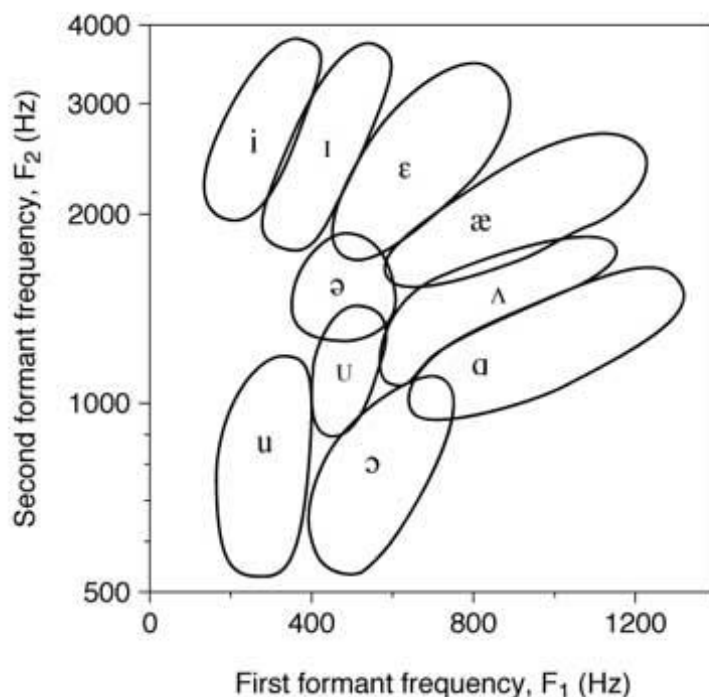 4000
3000
2000
1000
500
Second formant frequency, F₂ (Hz)
i
ɪ
ɛ
æ
ə
ʌ
U
ɑ
u
ɔ
0 400 800 1200
First formant frequency, F₁ (Hz)